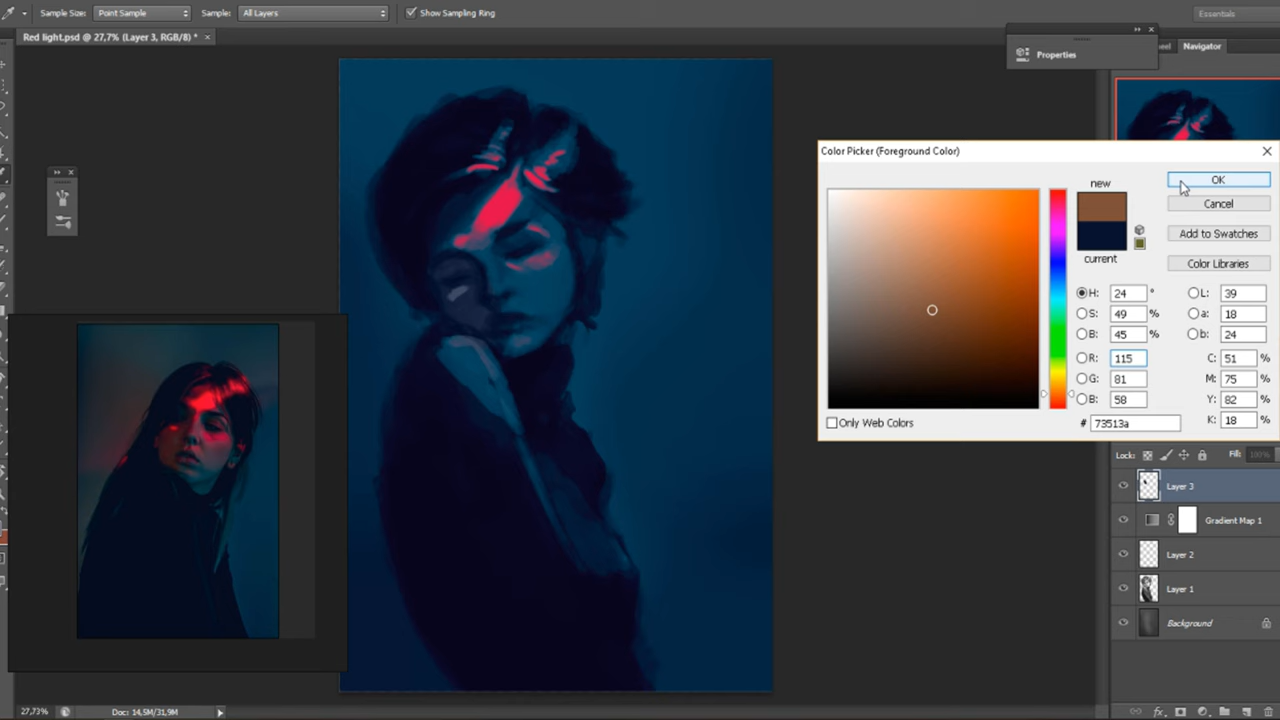 Sample Size: Point Sample Sample: All Layers Show Sampling Ring Essentials
Red light.psd @ 27,7% (Layer 3, RGB/8) * ×
Properties
Navigator
Color Picker (Foreground Color)
new
current
OK
Cancel
Add to Swatches
Color Libraries
H: 24 ° L: 39
S: 49 % a: 18
B: 45 % b: 24
R: 115 C: 51 %
G: 81 M: 75 %
B: 58 Y: 82 %
# 73513a K: 18 %
Only Web Colors
Lock: Fill: 100%
Layer 3
Gradient Map 1
Layer 2
Layer 1
Background
27,73% Doc: 14,5M/31,9M